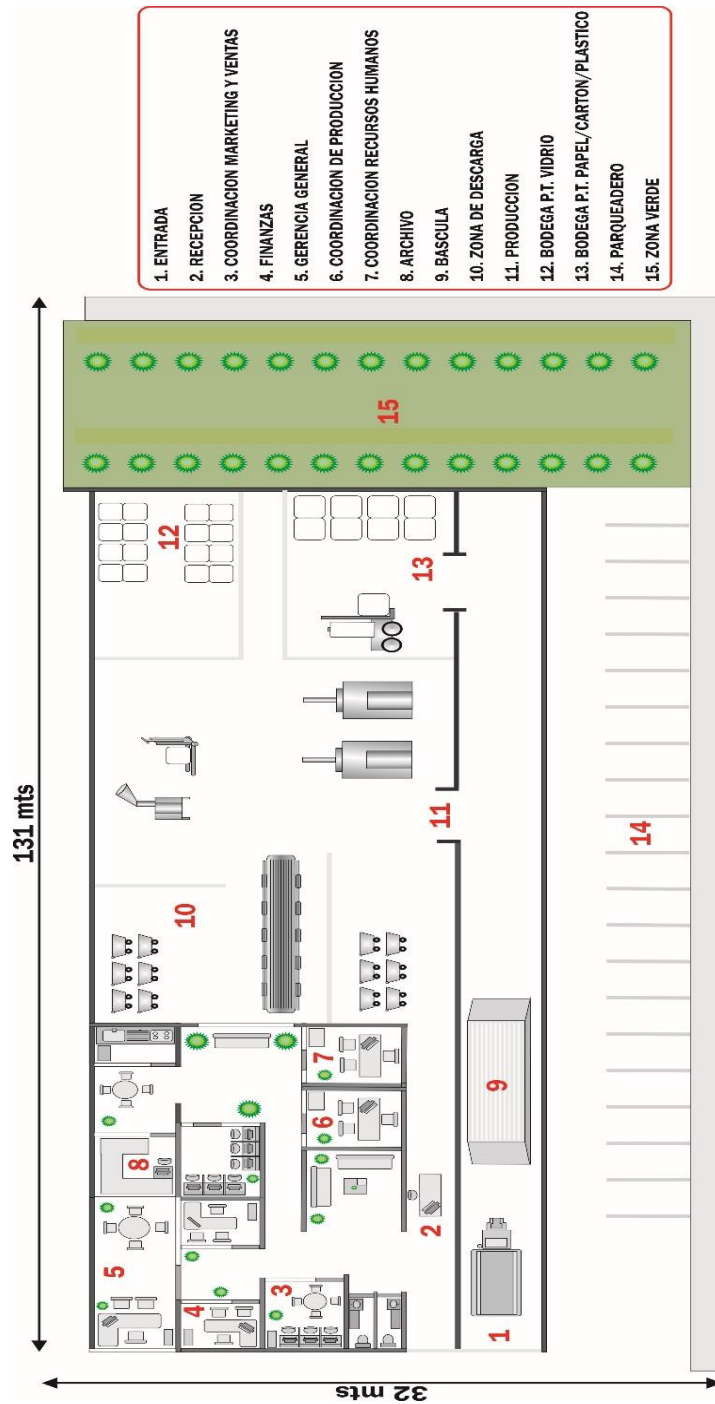 131 mts
32 mts
1. ENTRADA
2. RECEPCION
3. COORDINACION MARKETING Y VENTAS
4. FINANZAS
5. GERENCIA GENERAL
6. COORDINACION DE PRODUCCION
7. COORDINACION RECURSOS HUMANOS
8. ARCHIVO
9. BASCULA
10. ZONA DE DESCARGA
11. PRODUCCION
12. BODEGA P.T. VIDRIO
13. BODEGA P.T. PAPEL/CARTON/PLASTICO
14. PARQUEADERO
15. ZONA VERDE
5
8
10
12
4
3
6
7
15
2
11
13
1
9
14